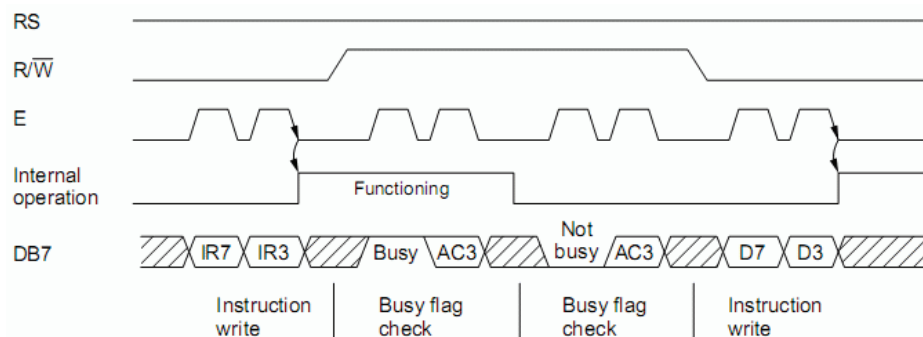 RS
R/W̅
E
Internal
operation
Functioning
DB7
IR7 IR3 Busy AC3 Not
busy AC3 D7 D3
Instruction
write
Busy flag
check
Busy flag
check
Instruction
write